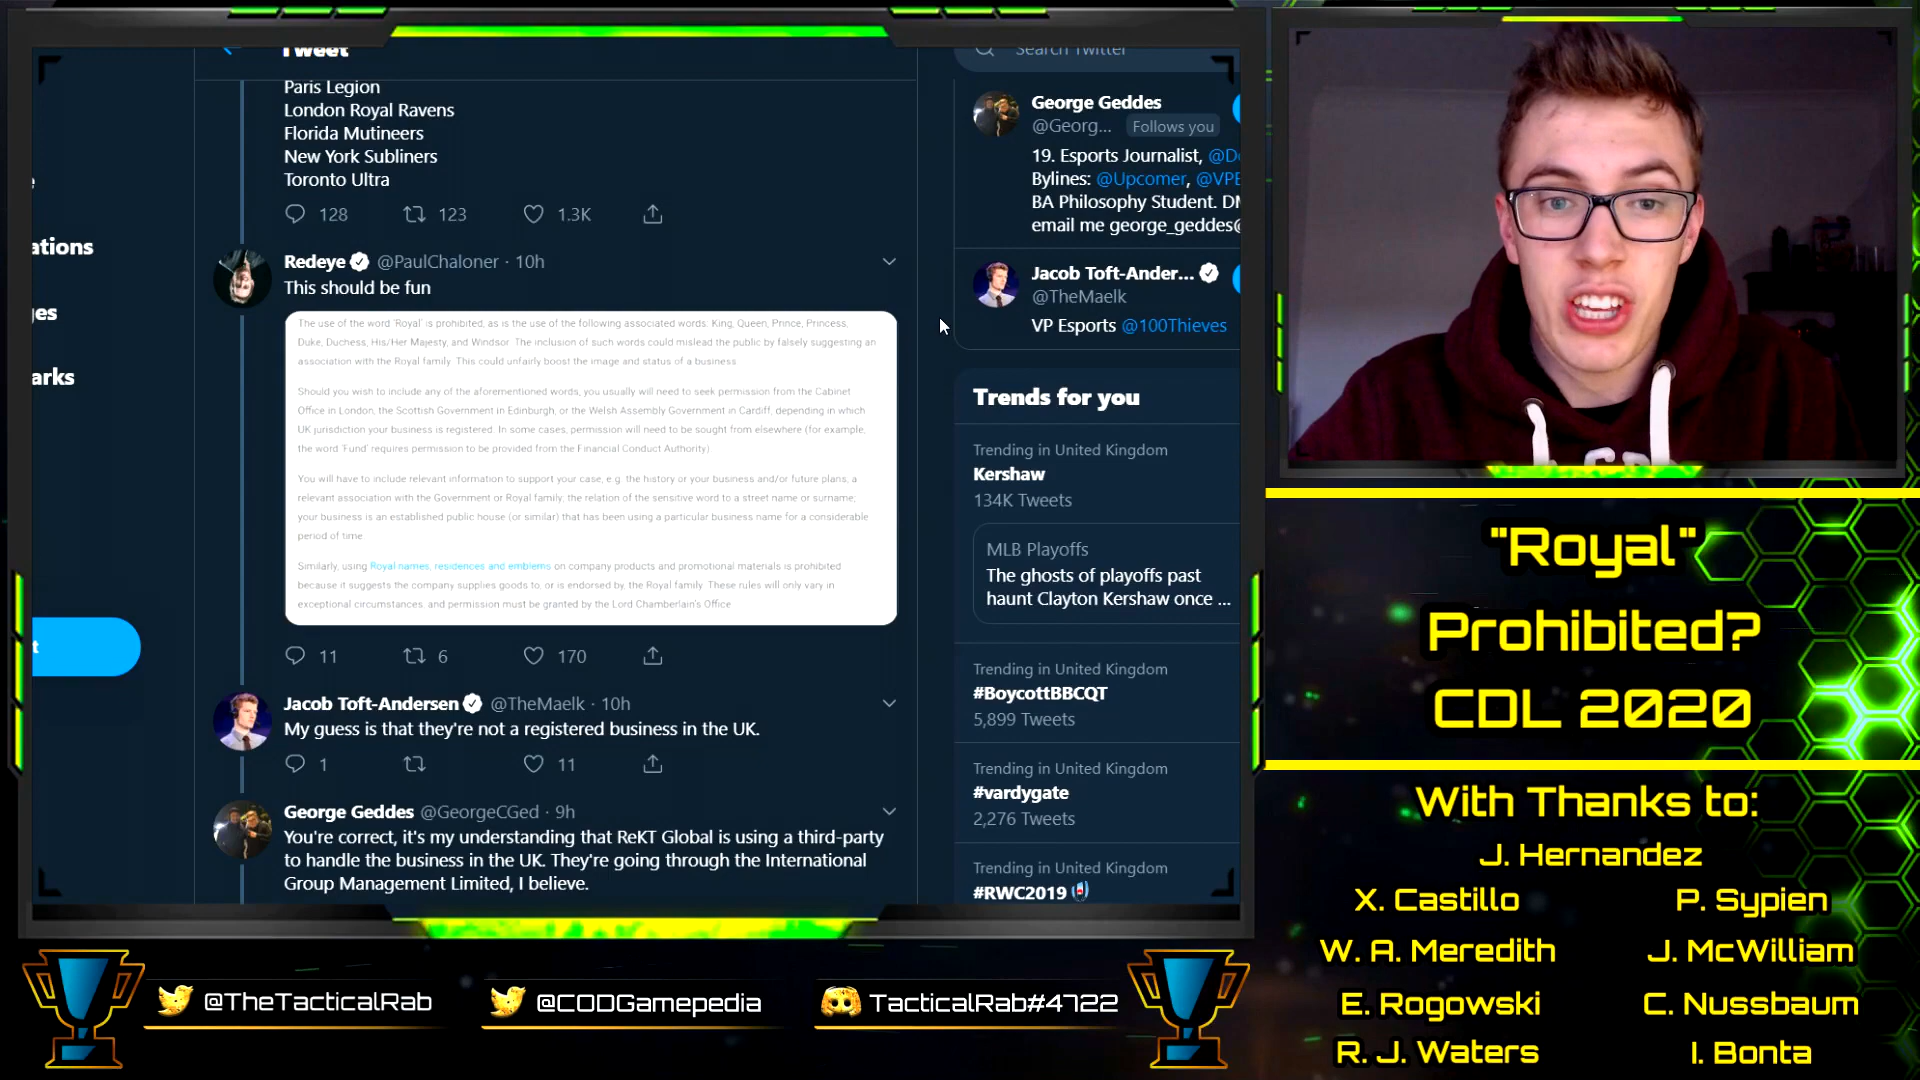 Tweet
Search Twitter
Paris Legion
London Royal Ravens
Florida Mutineers
New York Subliners
Toronto Ultra
128 123 1.3K
Redeye @PaulChaloner · 10h
This should be fun
The use of the word 'Royal' is prohibited, as is the use of the following associated words: King, Queen, Prince, Princess,
Duke, Duchess, His/Her Majesty, and Windsor. The inclusion of such words could mislead the public by falsely suggesting an
association with the Royal family. This could unfairly boost the image and status of a business
Should you wish to include any of the aforementioned words, you usually will need to seek permission from the Cabinet
Office in London, the Scottish Government in Edinburgh, or the Welsh Assembly Government in Cardiff, depending in which
UK jurisdiction your business is registered. In some cases, permission will need to be sought from elsewhere (for example,
the word 'Fund' requires permission to be provided from the Financial Conduct Authority)
You will have to include relevant information to support your case, e.g. the history or your business and/or future plans, a
relevant association with the Government or Royal family; the relation of the sensitive word to a street name or surname;
your business is an established public house (or similar) that has been using a particular business name for a considerable
period of time
Similarly, using Royal names, residences and emblems on company products and promotional materials is prohibited
because it suggests the company supplies goods to, or is endorsed by, the Royal family. These rules will only vary in
exceptional circumstances, and permission must be granted by the Lord Chamberlain's Office
11 6 170
Jacob Toft-Andersen @TheMaelk · 10h
My guess is that they're not a registered business in the UK.
1 11
George Geddes @GeorgeCGed · 9h
You're correct, it's my understanding that ReKT Global is using a third-party
to handle the business in the UK. They're going through the International
Group Management Limited, I believe.
e
ations
ges
arks
t
George Geddes
@Georg... Follows you
19. Esports Journalist, @De
Bylines: @Upcomer, @VPE
BA Philosophy Student. DM
email me george_geddes@
Jacob Toft-Ander...
@TheMaelk
VP Esports @100Thieves
Trends for you
Trending in United Kingdom
Kershaw
134K Tweets
MLB Playoffs
The ghosts of playoffs past
haunt Clayton Kershaw once ...
Trending in United Kingdom
#BoycottBBCQT
5,899 Tweets
Trending in United Kingdom
#vardygate
2,276 Tweets
Trending in United Kingdom
#RWC2019
"Royal"
Prohibited?
CDL 2020
With Thanks to:
J. Hernandez
X. Castillo P. Sypien
W. A. Meredith J. McWilliam
E. Rogowski C. Nussbaum
R. J. Waters I. Bonta
@TheTacticalRab @CODGamepedia TacticalRab#4722